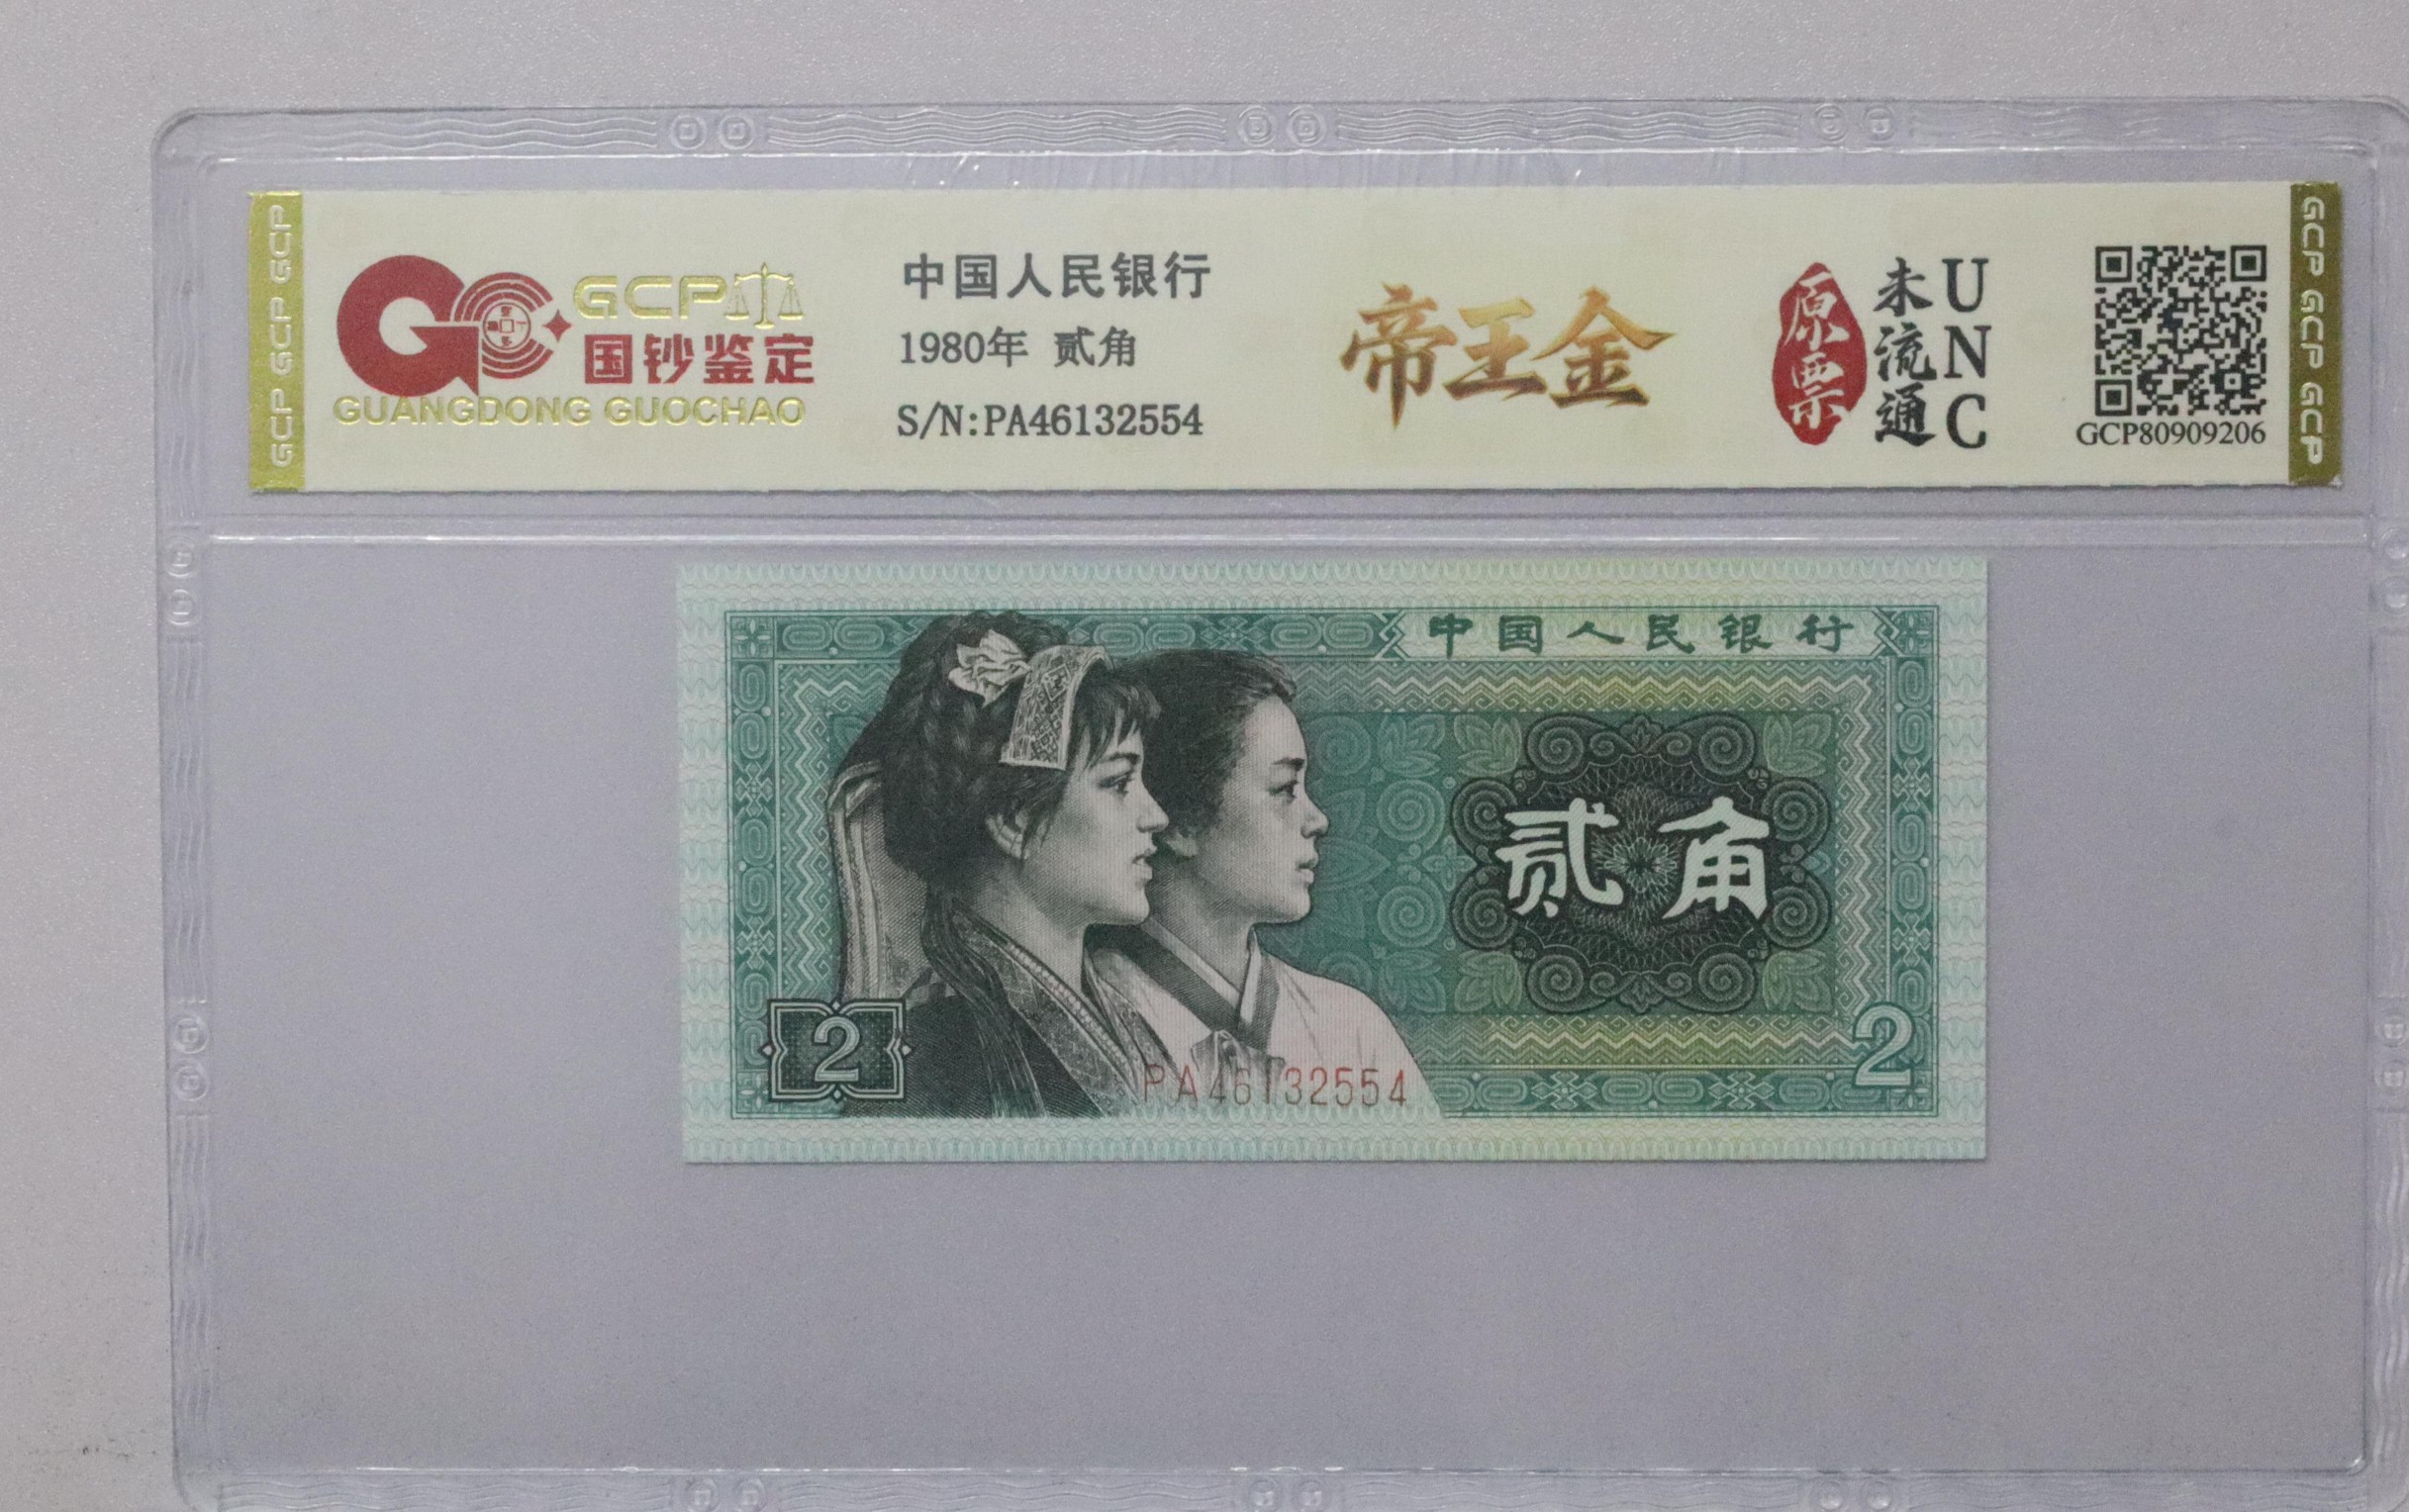 GCP GCP GCP
GCP
国钞鉴定
GUANGDONG GUOCHAO
中国人民银行
1980年 贰角
S/N:PA46132554
帝王金
原票
未流通
UNC
GCP80909206
GCP GCP GCP
中国人民银行
贰角
2
PA46132554
2